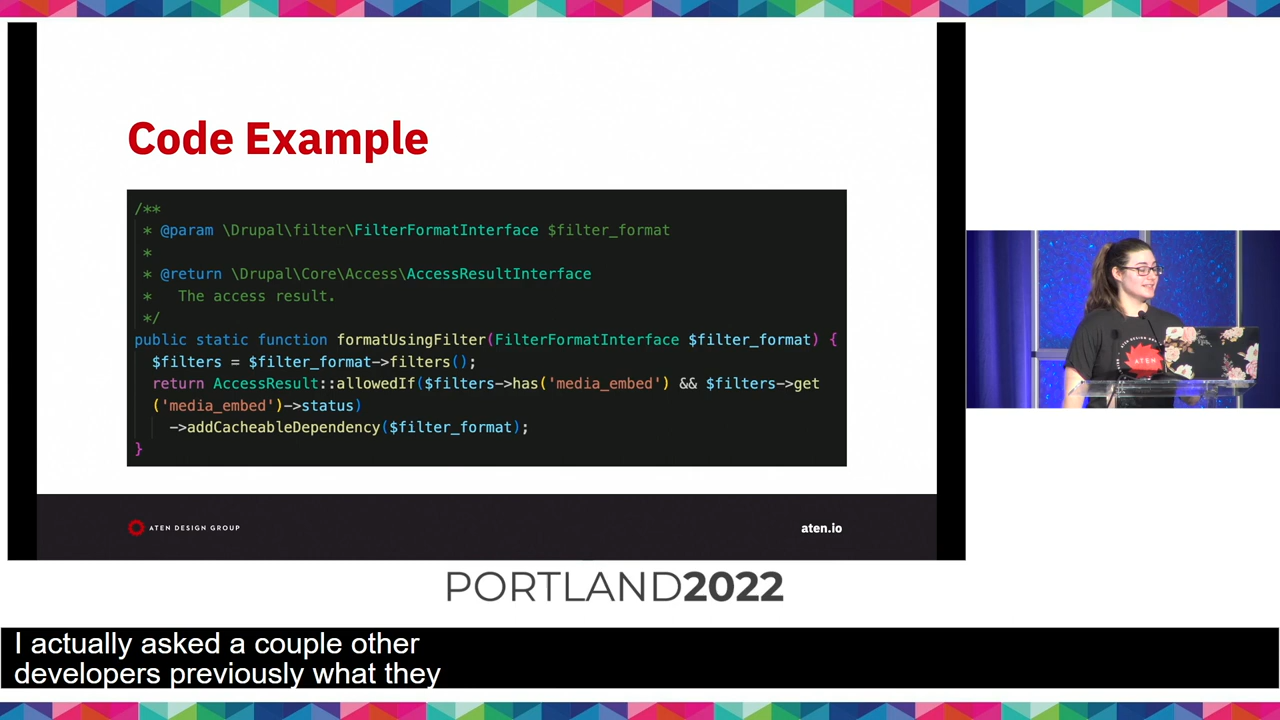 Code Example
/**
* @param \Drupal\filter\FilterFormatInterface $filter_format
*
* @return \Drupal\Core\Access\AccessResultInterface
*   The access result.
*/
public static function formatUsingFilter(FilterFormatInterface $filter_format) {
$filters = $filter_format->filters();
return AccessResult::allowedIf($filters->has('media_embed') && $filters->get
('media_embed')->status)
->addCacheableDependency($filter_format);
}
ATEN DESIGN GROUP
aten.io
ATEN
PORTLAND2022
I actually asked a couple other
developers previously what they